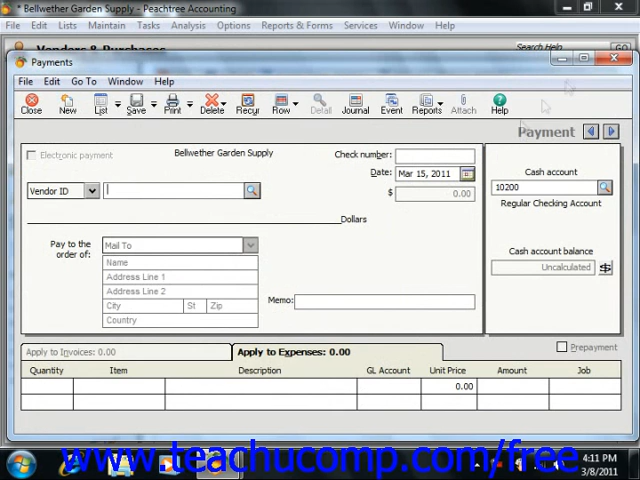 * Bellwether Garden Supply - Peachtree Accounting
File Edit Lists Maintain Tasks Analysis Options Reports & Forms Services Window Help
Vendors & Purchases
Search Help
GO
Payments
File Edit Go To Window Help
Close New List Save Print Delete Recur Row Detail Journal Event Reports Attach Help
Payment
Electronic payment
Bellwether Garden Supply
Check number:
Date: Mar 15, 2011
$ 0.00
Vendor ID
Dollars
Pay to the order of:
Mail To
Name
Address Line 1
Address Line 2
City St Zip
Country
Memo:
Cash account
10200
Regular Checking Account
Cash account balance
Uncalculated
Apply to Invoices: 0.00
Apply to Expenses: 0.00
Prepayment
Quantity Item Description GL Account Unit Price Amount Job
0.00
www.teachucomp.com/free
4:11 PM
3/8/2011